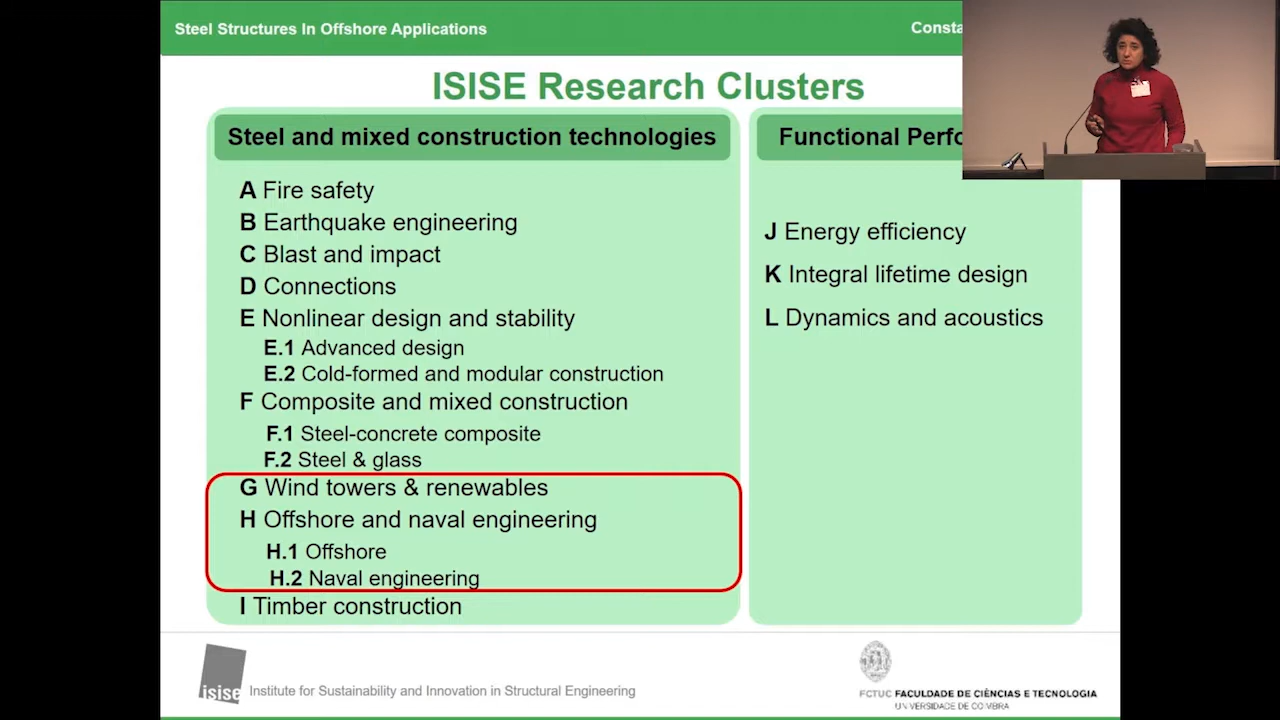 Steel Structures In Offshore Applications
Consta
ISISE Research Clusters
Steel and mixed construction technologies
A Fire safety
B Earthquake engineering
C Blast and impact
D Connections
E Nonlinear design and stability
E.1 Advanced design
E.2 Cold-formed and modular construction
F Composite and mixed construction
F.1 Steel-concrete composite
F.2 Steel & glass
G Wind towers & renewables
H Offshore and naval engineering
H.1 Offshore
H.2 Naval engineering
I Timber construction
Functional Perfo
J Energy efficiency
K Integral lifetime design
L Dynamics and acoustics
isise Institute for Sustainability and Innovation in Structural Engineering
FCTUC FACULDADE DE CIÊNCIAS E TECNOLOGIA
UNIVERSIDADE DE COIMBRA